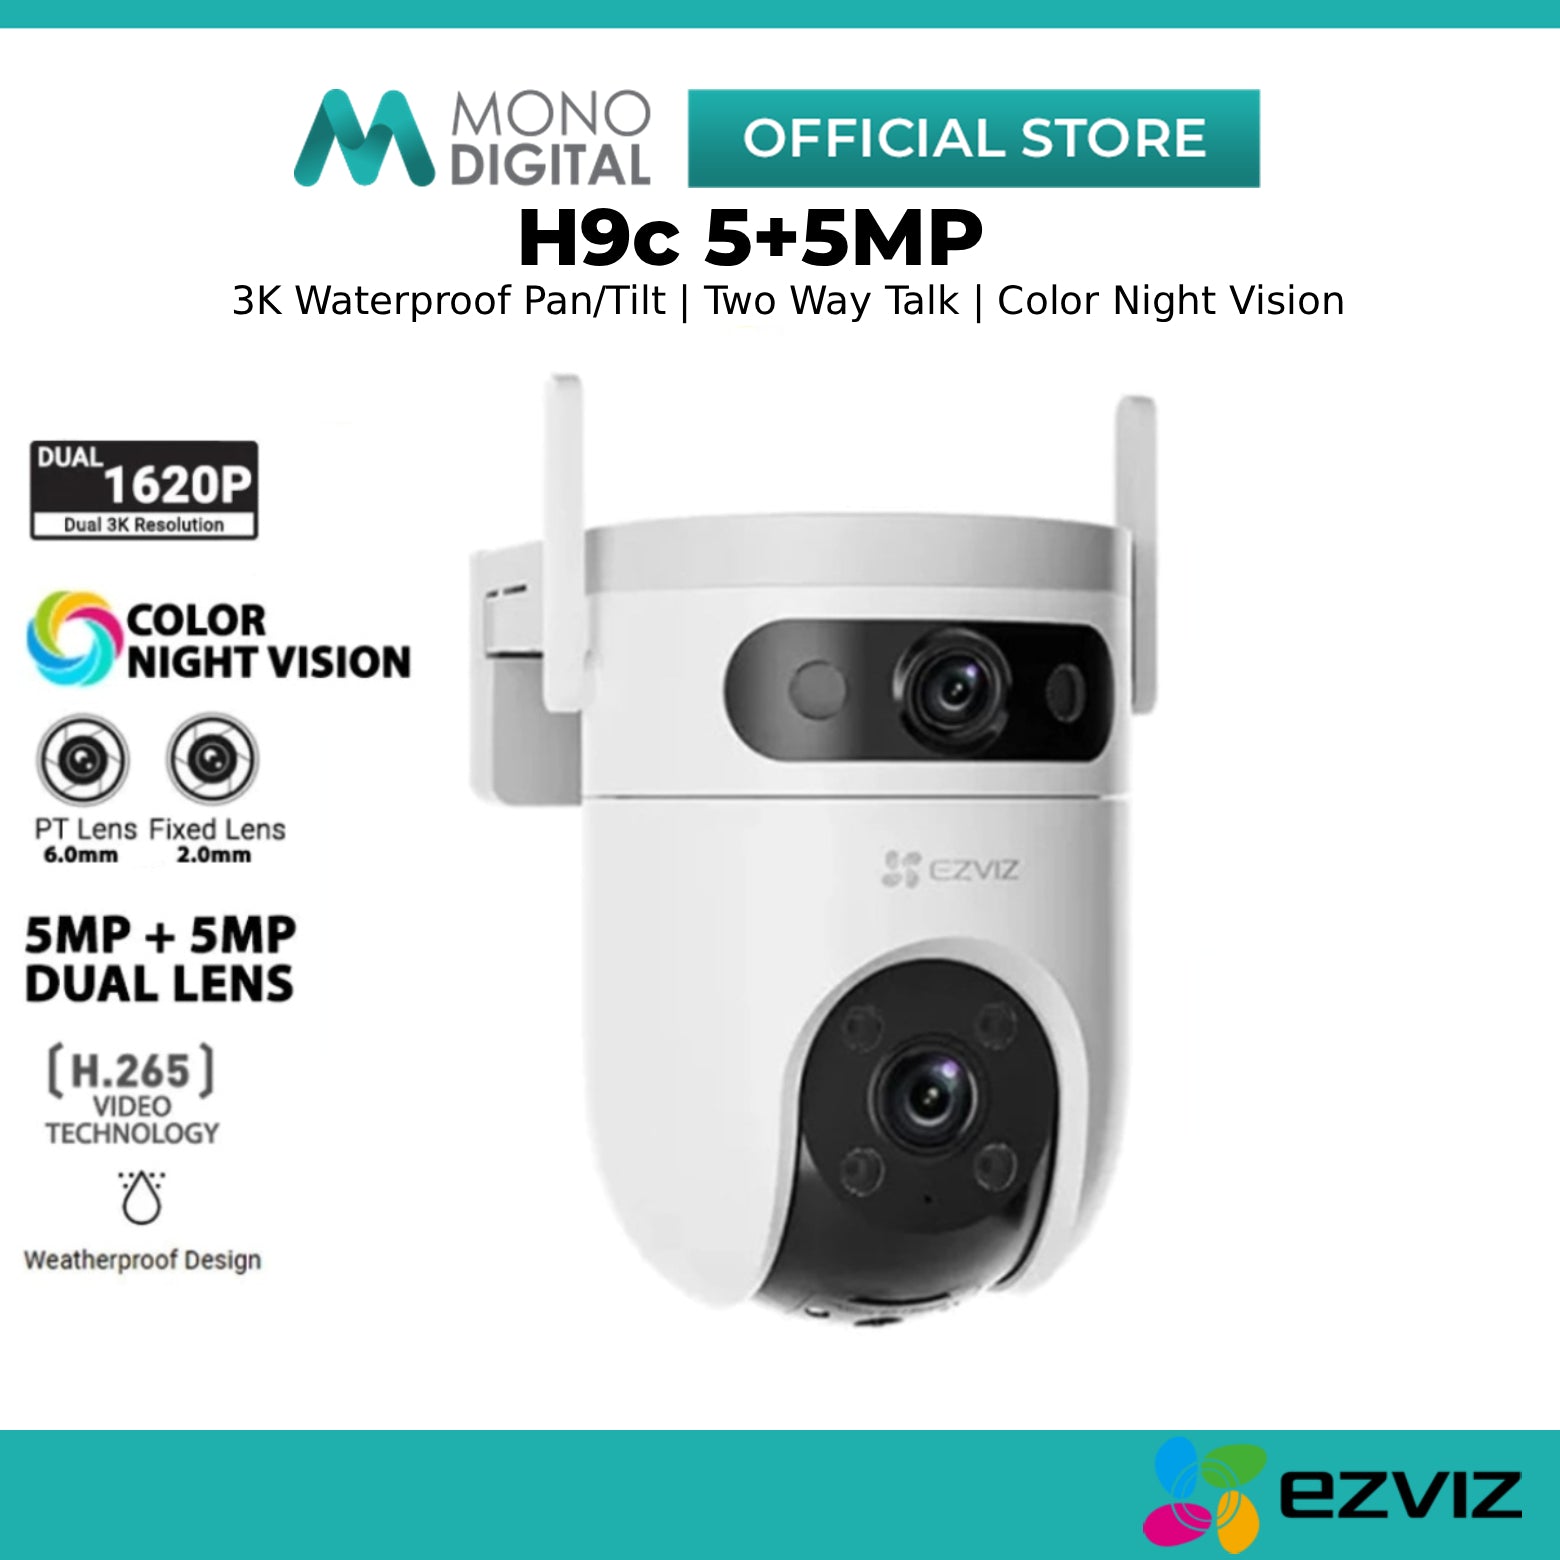 MONO
DIGITAL
OFFICIAL STORE
H9c 5+5MP
3K Waterproof Pan/Tilt | Two Way Talk | Color Night Vision
DUAL
1620P
Dual 3K Resolution
COLOR
NIGHT VISION
PT Lens Fixed Lens
6.0mm 2.0mm
5MP + 5MP
DUAL LENS
[H.265]
VIDEO
TECHNOLOGY
Weatherproof Design
EZVIZ
ezviz